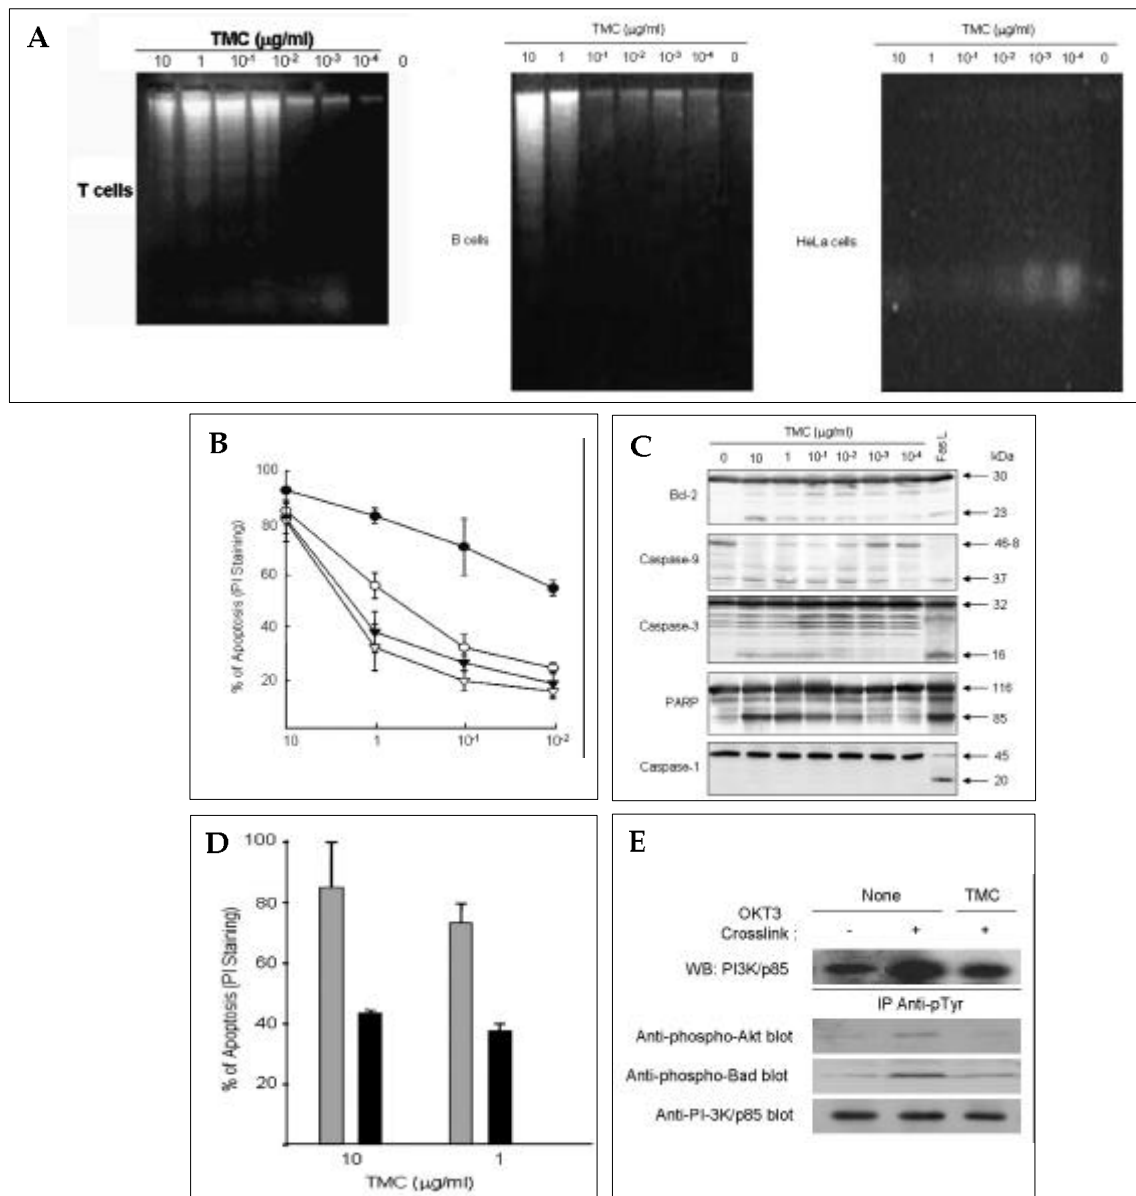 A
TMC (μg/ml)
10 1 10-1 10-2 10-3 10-4 0
T cells
TMC (μg/ml)
10 1 10-1 10-2 10-3 10-4 0
B cells
TMC (μg/ml)
10 1 10-1 10-2 10-3 10-4 0
HeLa cells
B
% of Apoptosis (PI Staining)
100
80
60
40
20
10 1 10-1 10-2
C
TMC (μg/ml)
0 10 1 10-1 10-2 10-3 10-4 Fas L kDa
Bcl-2 30
23
Caspase-9 46-8
37
Caspase-3 32
16
PARP 116
85
Caspase-1 45
20
D
% of Apoptosis (PI Staining)
100
80
60
40
20
10 1
TMC (μg/ml)
E
None TMC
OKT3
Crosslink : - + +
WB: PI3K/p85
IP Anti-pTyr
Anti-phospho-Akt blot
Anti-phospho-Bad blot
Anti-PI-3K/p85 blot